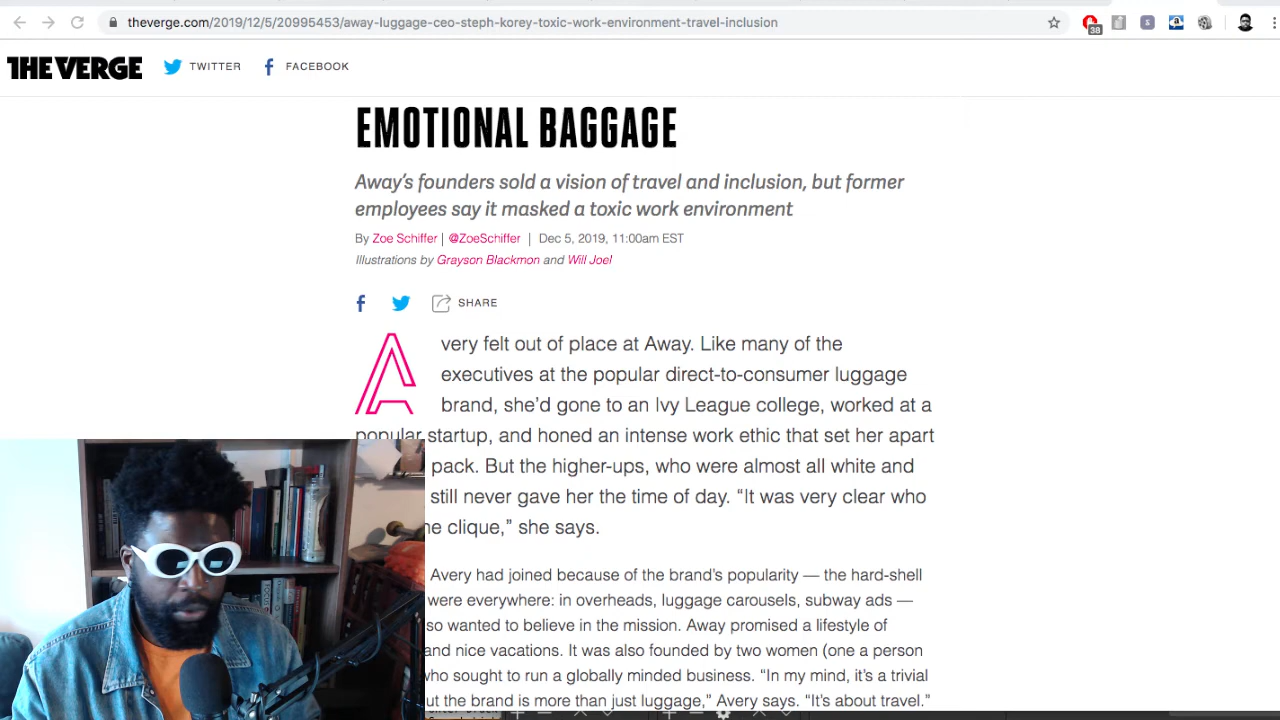 theverge.com/2019/12/5/20995453/away-luggage-ceo-steph-korey-toxic-work-environment-travel-inclusion
38
THE VERGE TWITTER FACEBOOK
EMOTIONAL BAGGAGE
Away's founders sold a vision of travel and inclusion, but former
employees say it masked a toxic work environment
By Zoe Schiffer | @ZoeSchiffer | Dec 5, 2019, 11:00am EST
Illustrations by Grayson Blackmon and Will Joel
SHARE
Avery felt out of place at Away. Like many of the
executives at the popular direct-to-consumer luggage
brand, she'd gone to an Ivy League college, worked at a
popular startup, and honed an intense work ethic that set her apart
pack. But the higher-ups, who were almost all white and
still never gave her the time of day. “It was very clear who
clique,” she says.
Avery had joined because of the brand's popularity — the hard-shell
were everywhere: in overheads, luggage carousels, subway ads —
so wanted to believe in the mission. Away promised a lifestyle of
and nice vacations. It was also founded by two women (one a person
who sought to run a globally minded business. “In my mind, it's a trivial
ut the brand is more than just luggage,” Avery says. “It's about travel.”